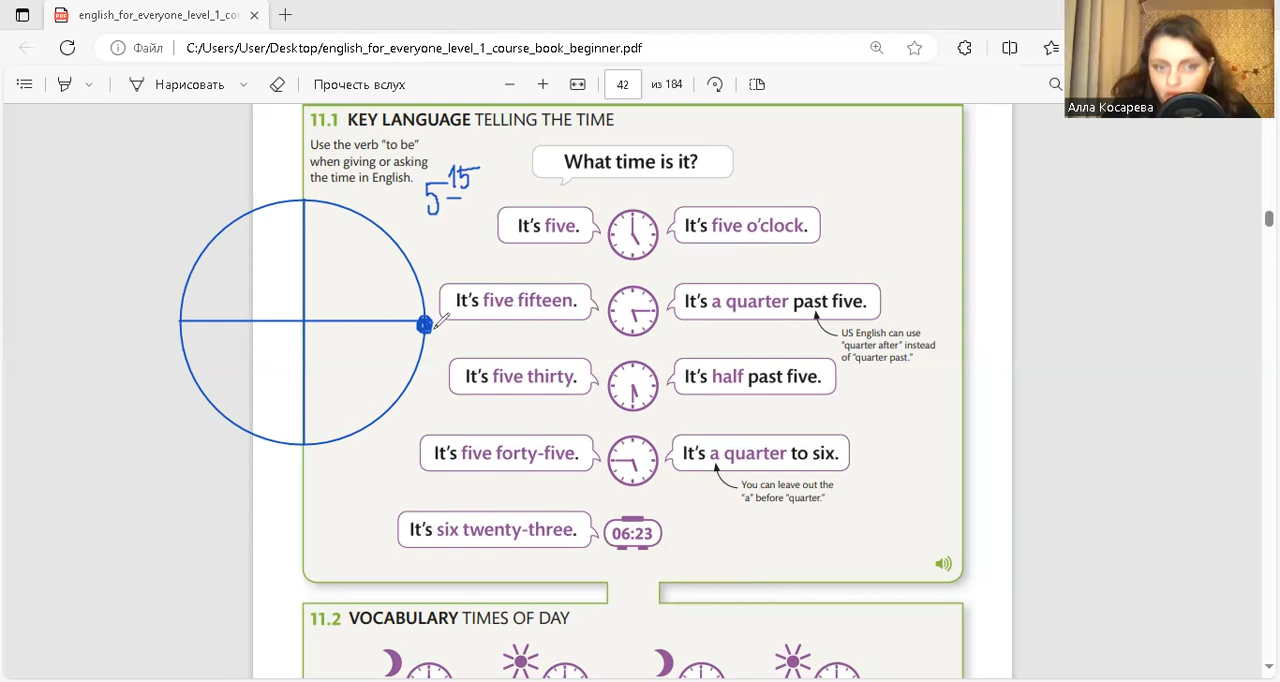 english_for_everyone_level_1_cou
Файл
C:/Users/User/Desktop/english_for_everyone_level_1_course_book_beginner.pdf
Нарисовать
Прочесть вслух
42
из 184
Алла Косарева
11.1 KEY LANGUAGE TELLING THE TIME
Use the verb "to be"
when giving or asking
the time in English.
What time is it?
5 15
It's five.
It's five o'clock.
It's five fifteen.
It's a quarter past five.
US English can use
"quarter after" instead
of "quarter past."
It's five thirty.
It's half past five.
It's five forty-five.
It's a quarter to six.
You can leave out the
"a" before "quarter."
It's six twenty-three.
06:23
11.2 VOCABULARY TIMES OF DAY